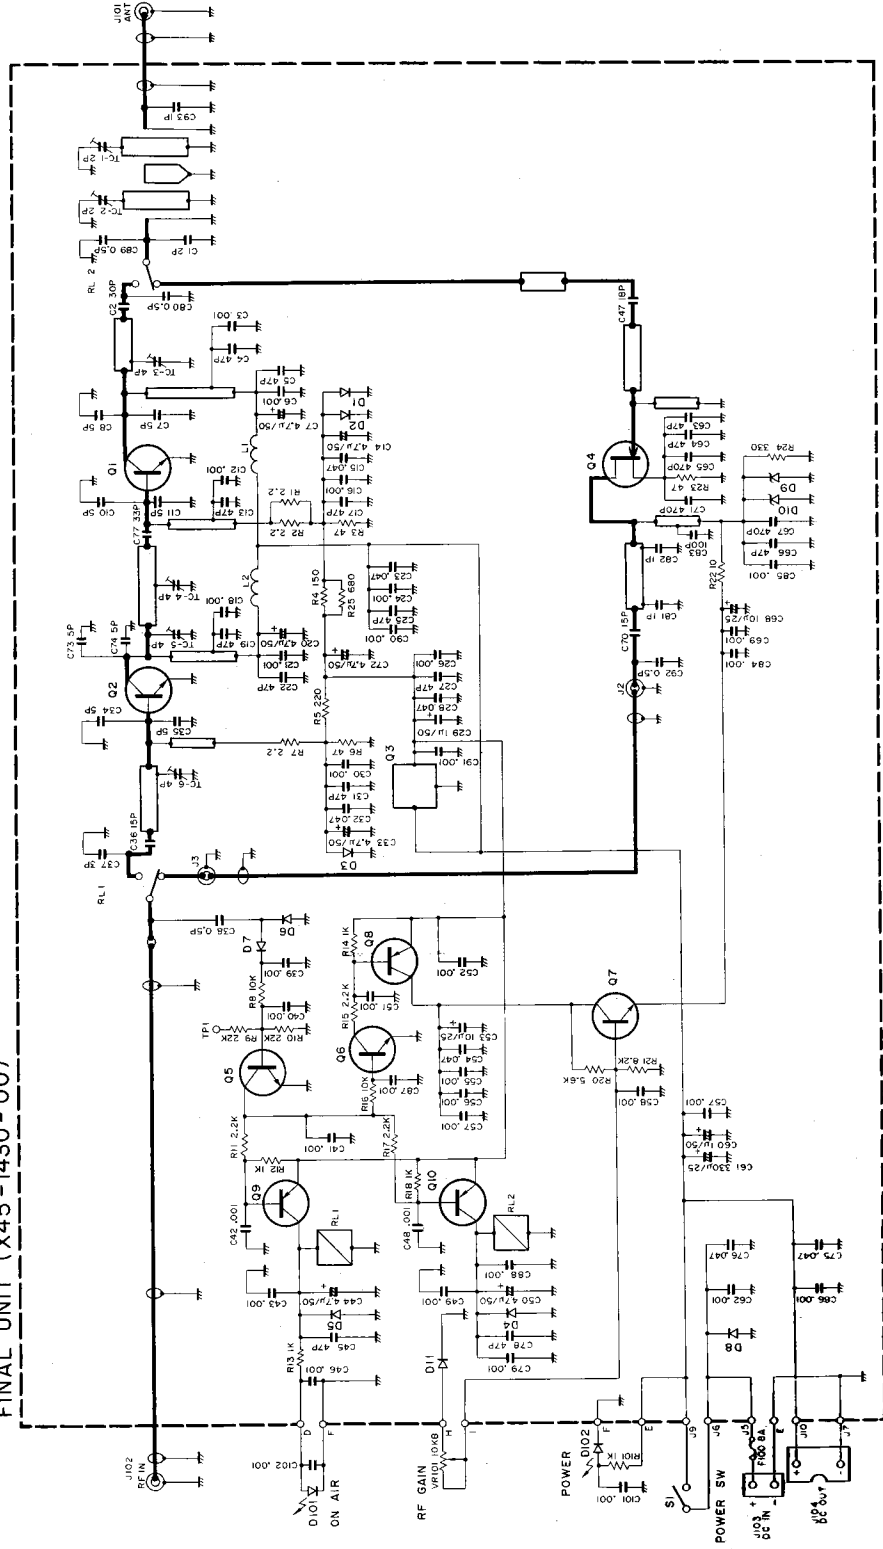 FINAL UNIT (X45-1430-00)
J101
ANT
C93 1P
TC-1 2P
TC-2 2P
C89 0.5P
C1 2P
RL 2
C80 0.5P
C2 30P
TC-3 4P
C3 .001
C4 47P
C5 47P
C6 .001
C7 4.7μ/50
C8 5P
C7 5P
L1
D1
D2
C14 4.7μ/50
C15 .047
C16 .001
C17 47P
Q1
C12 .001
C13 47P
R1 2.2
R2 2.2
R3 47
C10 5P
C11 5P
C77 33P
TC-4 4P
L2
C18 .001
C19 47P
TC-5 4P
C73 5P
C74 5P
R4 150
R25 680
C23 .047
C24 .001
C25 47P
C90 .001
C20 4.7μ/50
C21 .001
C22 47P
C72 4.7μ/50
Q2
C34 5P
C35 5P
R5 220
C26 .001
C27 47P
C28 .047
C29 1μ/50
C91 .001
Q3
R7 2.2
R6 47
C30 .001
C31 47P
C32 .047
C33 4.7μ/50
D3
TC-6 4P
C36 15P
C37 3P
RL1
J3
C47 18P
Q4
C63 47P
C64 47P
C65 470P
R23 47
C71 470P
R24 330
D9
D10
C67 470P
C66 47P
C85 .001
C83 100P
C82 1P
R22 10
C81 1P
C70 15P
C68 10μ/25
C69 .001
C84 .001
C92 0.5P
J2
C38 0.5P
D7
D6
C39 .001
R8 10K
C40 .001
TP1
R9 22K
R10 22K
Q5
R14 1K
Q8
C52 .001
C51 .001
R15 2.2K
Q6
R16 10K
C87 .001
C53 10μ/25
C54 .047
C55 .001
C56 .001
C57 .001
Q7
R20 5.6K
R21 8.2K
C58 .001
C41 .001
R17 2.2K
R11 2.2K
R12 1K
Q9
C42 .001
RL1
R18 1K
Q10
C48 .001
RL2
C57 .001
C60 1μ/50
C61 330μ/25
C43 .001
C44 4.7μ/50
D5
C45 47P
R13 1K
C46 .001
C49 .001
C88 .001
C50 4.7μ/50
D4
C78 47P
C79 .001
D11
C76 .047
C62 .001
D8
C75 .047
C86 .001
J102
RF IN
D
F
C102 .001
D101
ON AIR
H
I
VR101 10KB
RF GAIN
F
D102
E
R101 1K
C101 .001
POWER
J9
J6
S1
POWER SW
J5
F100 8A
E
J103
DC IN
+
-
J10
J7
J104
DC OUT
+
-